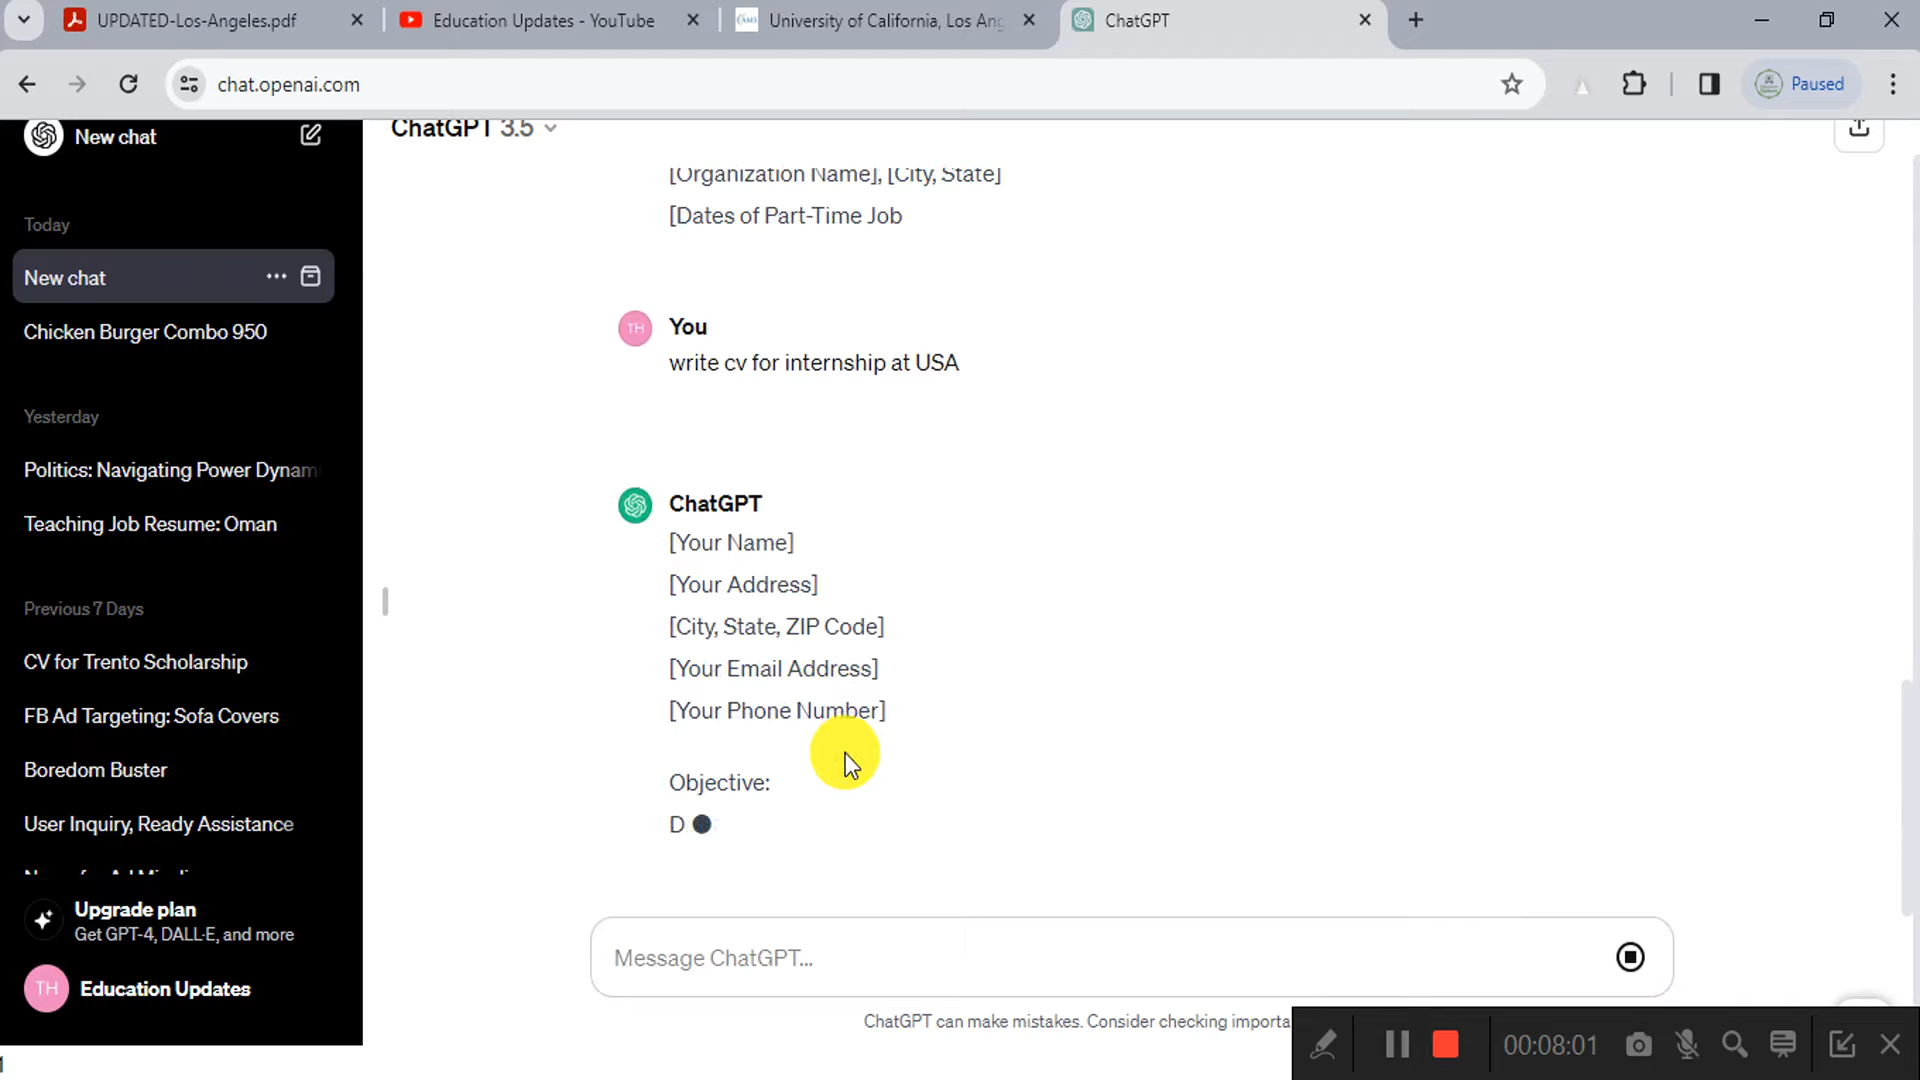 UPDATED-Los-Angeles.pdf
Education Updates - YouTube
University of California, Los Ang
ChatGPT
chat.openai.com
Paused
New chat
ChatGPT 3.5
Today
New chat
Chicken Burger Combo 950
Yesterday
Politics: Navigating Power Dynam
Teaching Job Resume: Oman
Previous 7 Days
CV for Trento Scholarship
FB Ad Targeting: Sofa Covers
Boredom Buster
User Inquiry, Ready Assistance
Upgrade plan
Get GPT-4, DALL·E, and more
TH
Education Updates
[Organization Name], [City, State]
[Dates of Part-Time Job
TH
You
write cv for internship at USA
ChatGPT
[Your Name]
[Your Address]
[City, State, ZIP Code]
[Your Email Address]
[Your Phone Number]
Objective:
D
Message ChatGPT...
ChatGPT can make mistakes. Consider checking importa
00:08:01